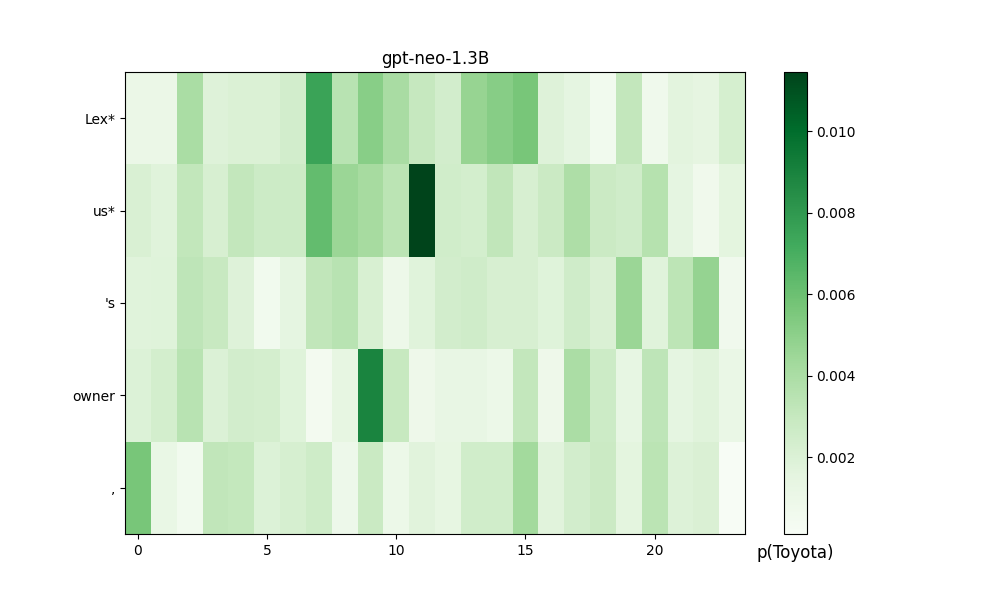 gpt-neo-1.3B
Lex*
us*
's
owner
,
0 5 10 15 20
0.010
0.008
0.006
0.004
0.002
p(Toyota)